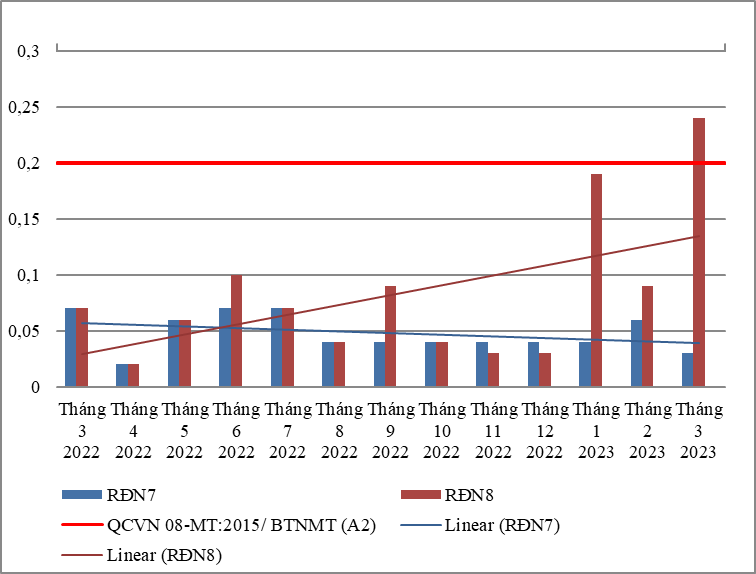 0,3
0,25
0,2
0,15
0,1
0,05
0
Tháng 3 2022
Tháng 4 2022
Tháng 5 2022
Tháng 6 2022
Tháng 7 2022
Tháng 8 2022
Tháng 9 2022
Tháng 10 2022
Tháng 11 2022
Tháng 12 2022
Tháng 1 2023
Tháng 2 2023
Tháng 3 2023
RĐN7
RĐN8
QCVN 08-MT:2015/ BTNMT (A2)
Linear (RĐN7)
Linear (RĐN8)